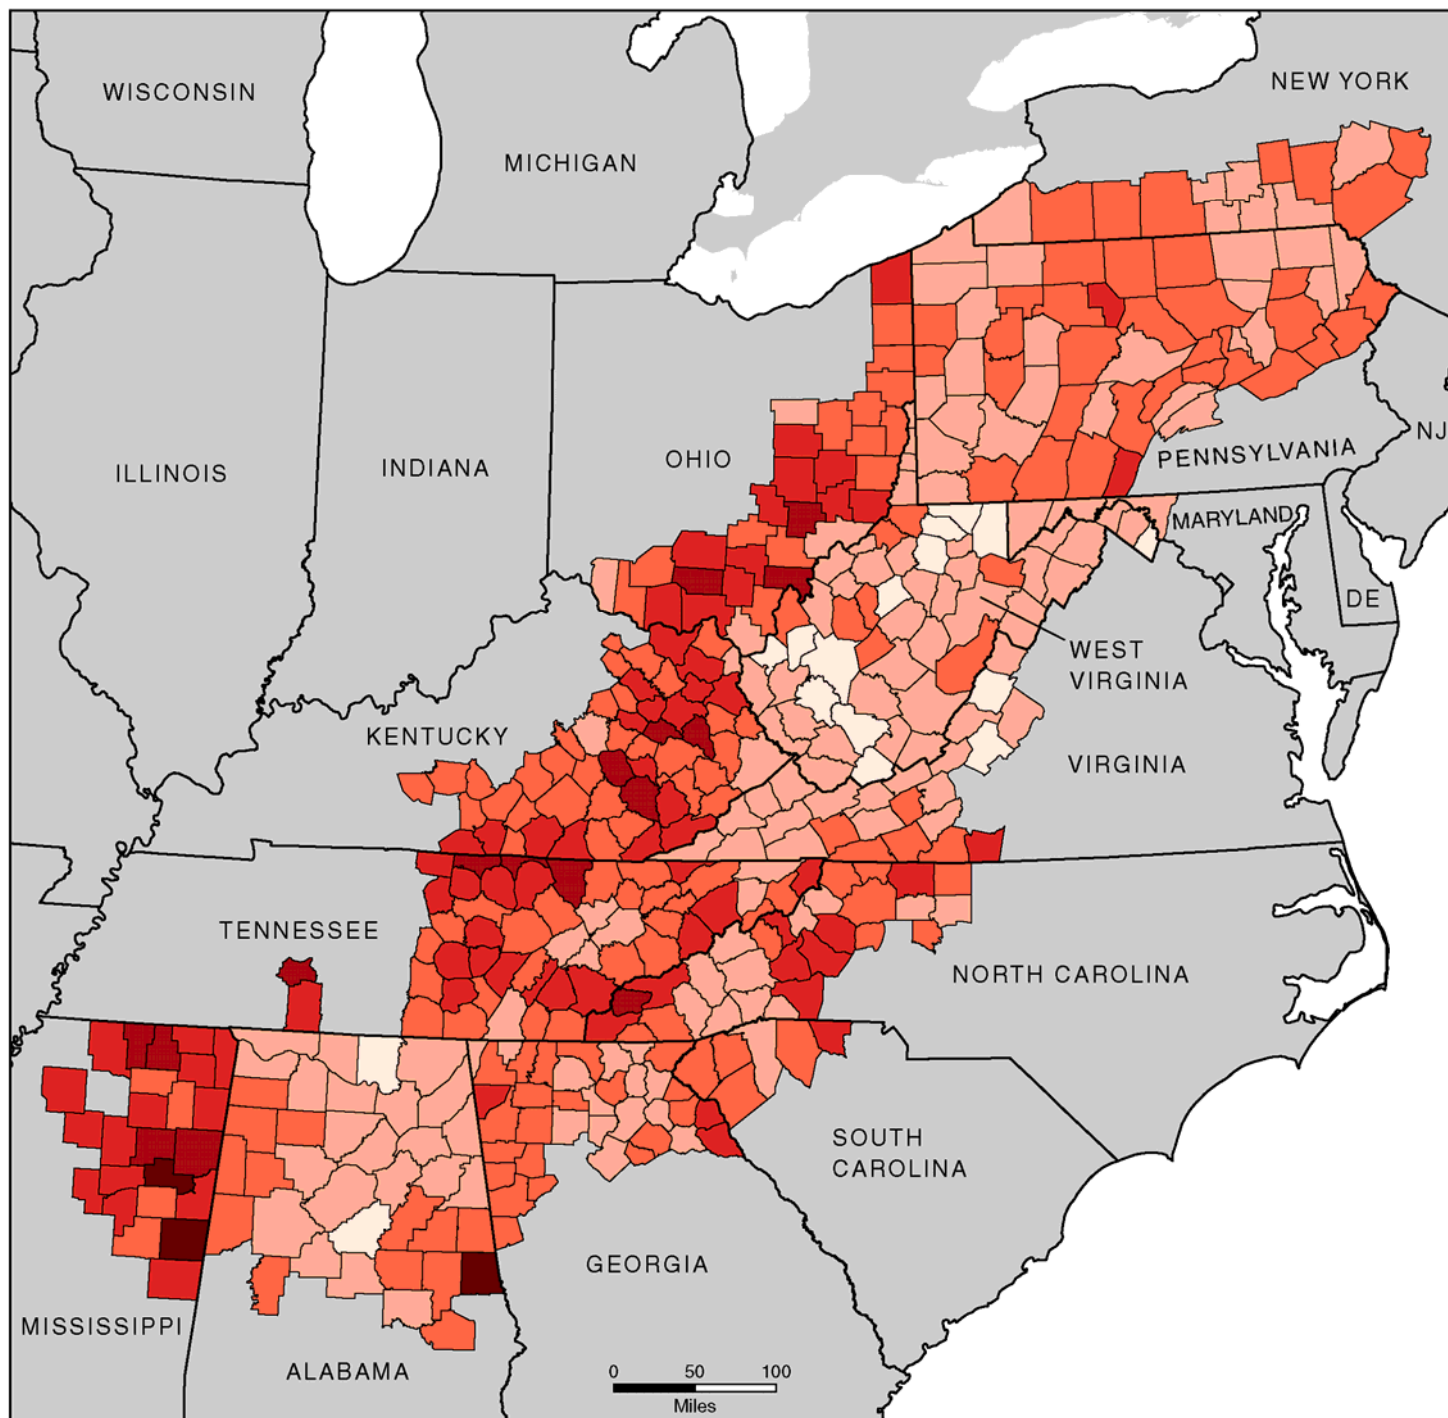 WISCONSIN
NEW YORK
MICHIGAN
ILLINOIS
INDIANA
OHIO
PENNSYLVANIA
NJ
MARYLAND
DE
WEST
VIRGINIA
KENTUCKY
VIRGINIA
TENNESSEE
NORTH CAROLINA
SOUTH
CAROLINA
GEORGIA
MISSISSIPPI
ALABAMA
0 50 100
Miles